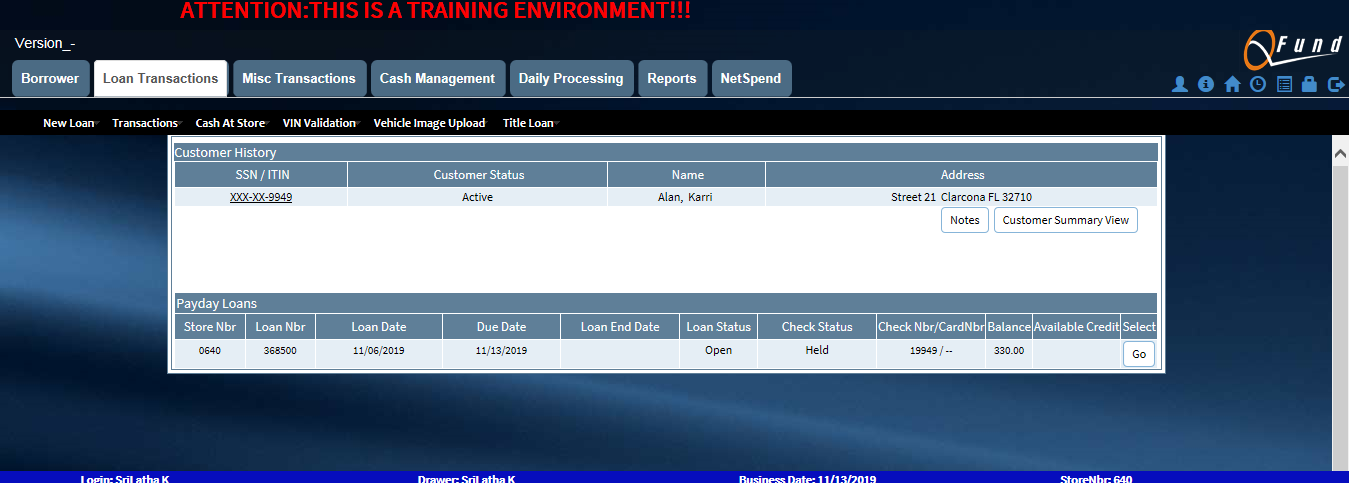 ATTENTION:THIS IS A TRAINING ENVIRONMENT!!!
Version_-
QFund
Borrower Loan Transactions Misc Transactions Cash Management Daily Processing Reports NetSpend
New Loan Transactions Cash At Store VIN Validation Vehicle Image Upload Title Loan
Customer History
SSN / ITIN Customer Status Name Address
XXX-XX-9949 Active Alan, Karri Street 21 Clarcona FL 32710
Notes Customer Summary View
Payday Loans
Store Nbr Loan Nbr Loan Date Due Date Loan End Date Loan Status Check Status Check Nbr/CardNbr Balance Available Credit Select
0640 368500 11/06/2019 11/13/2019 Open Held 19949 / -- 330.00 Go
Login: SriLatha K Drawer: SriLatha K Business Date: 11/13/2019 StoreNbr: 640